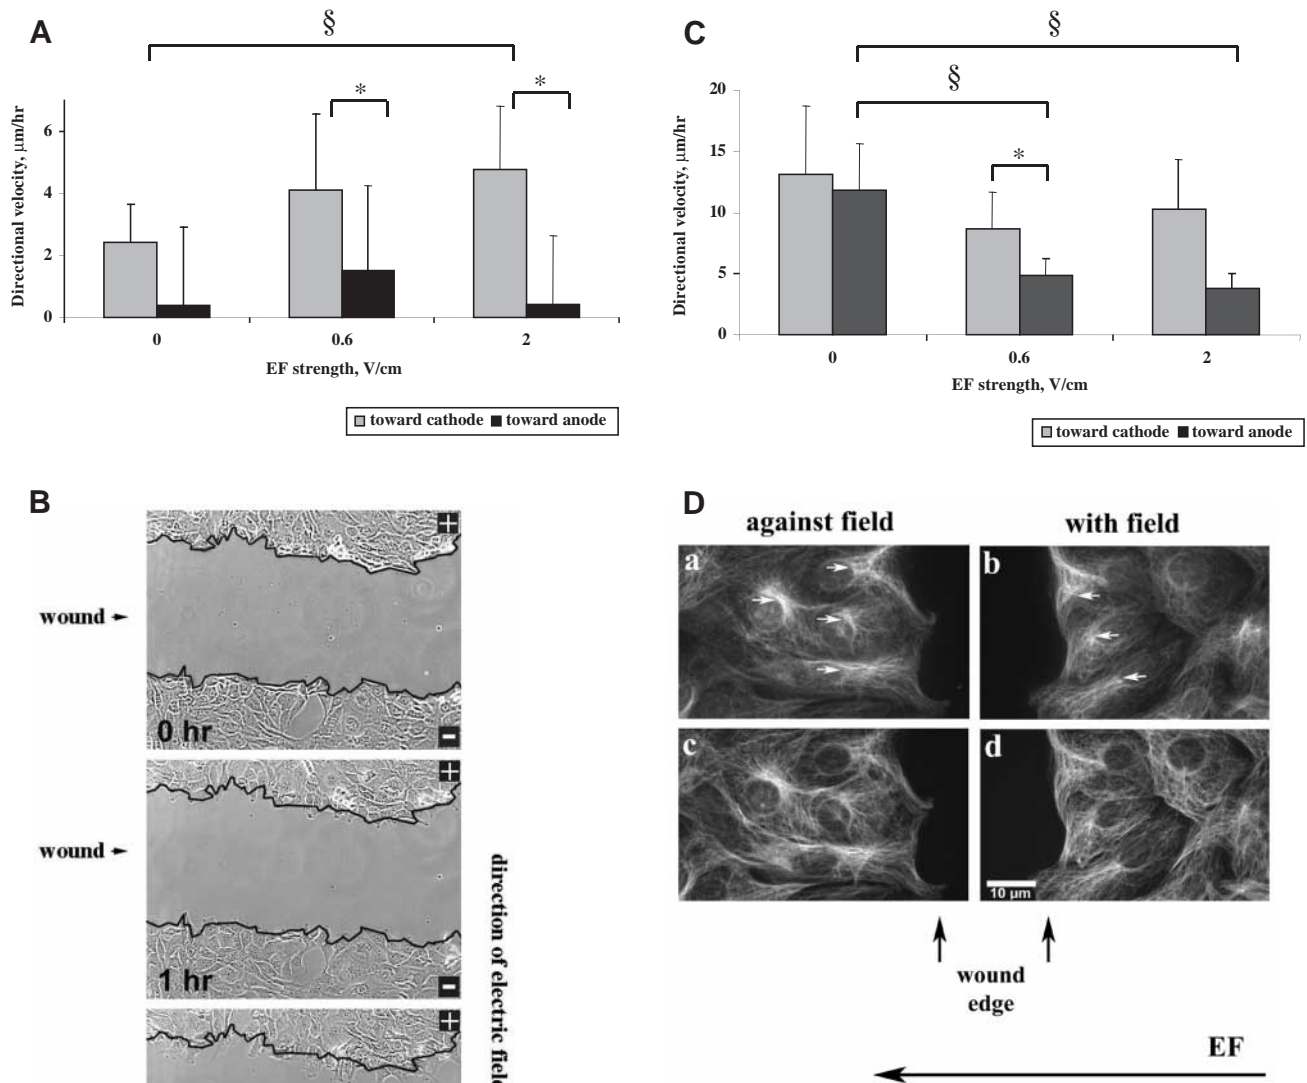 A
§
*
*
Directional velocity, µm/hr
6
4
2
0
0
0.6
2
EF strength, V/cm
toward cathode
toward anode
C
§
§
*
Directional velocity, µm/hr
20
15
10
5
0
0
0.6
2
EF strength, V/cm
toward cathode
toward anode
B
+
wound
0 hr
-
+
wound
1 hr
-
+
direction of electric field
D
against field
with field
a
b
c
d
10 µm
wound
edge
EF